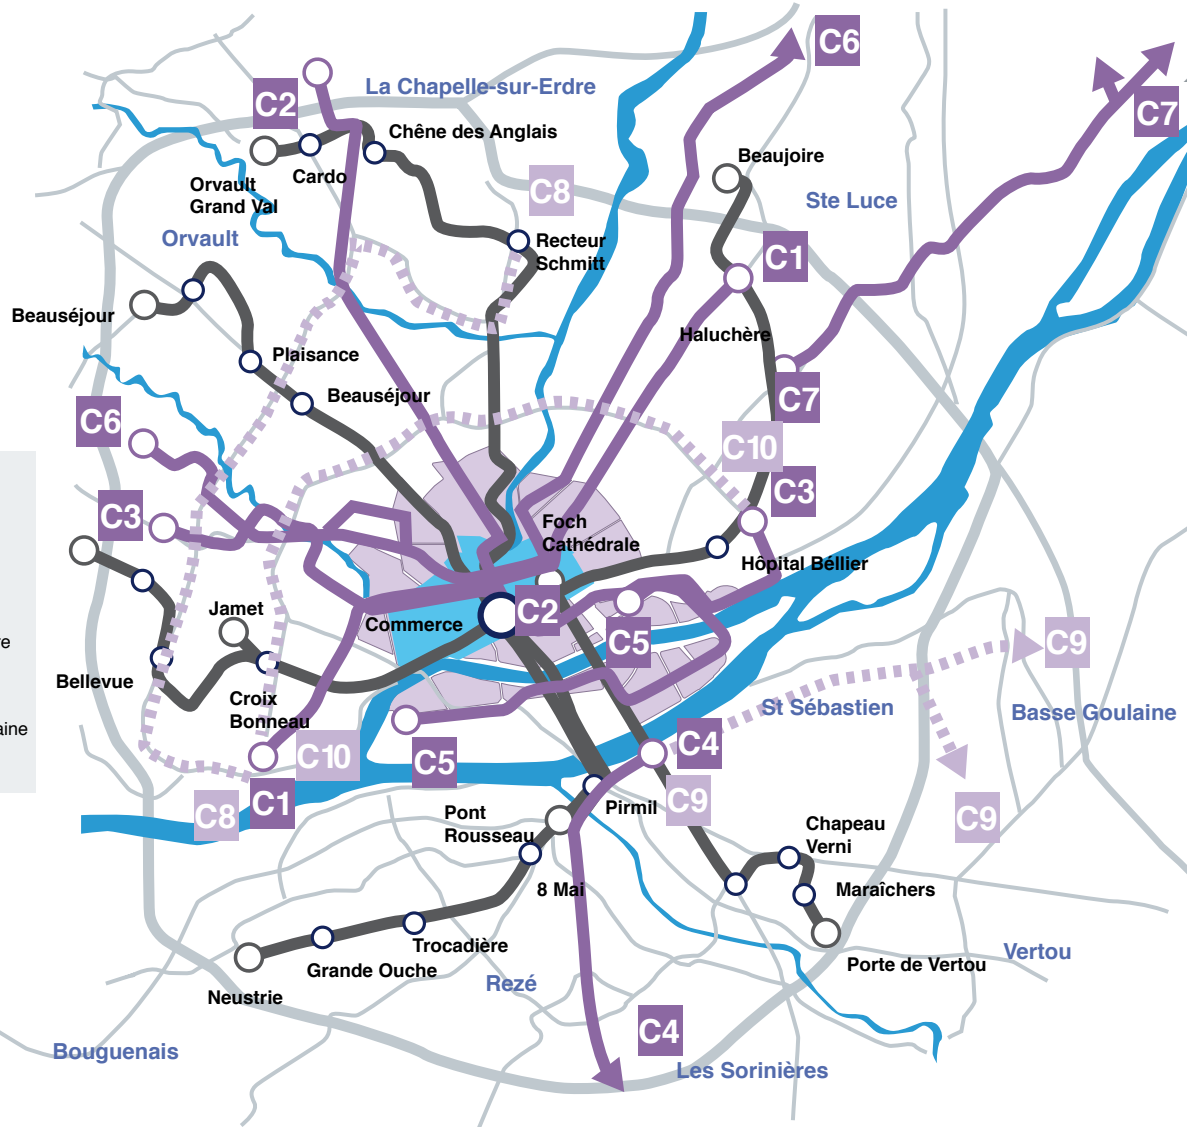 C6
C2
La Chapelle-sur-Erdre
C7
Chêne des Anglais
Beaujoire
Cardo
Orvault
Grand Val
C8
Ste Luce
Orvault
Recteur
Schmitt
C1
Beauséjour
Haluchère
Plaisance
Beauséjour
C7
C6
C10
C3
C3
Foch
Cathédrale
Hôpital Béllier
Jamet
Commerce
C2
C5
C9
Bellevue
Croix
Bonneau
St Sébastien
Basse Goulaine
aine
C10
C5
C4
C8
C1
C9
Pont
Rousseau
Pirmil
Chapeau
Verni
C9
8 Mai
Maraîchers
Trocadière
Grande Ouche
Vertou
Porte de Vertou
Rezé
Neustrie
C4
Bouguenais
Les Sorinières